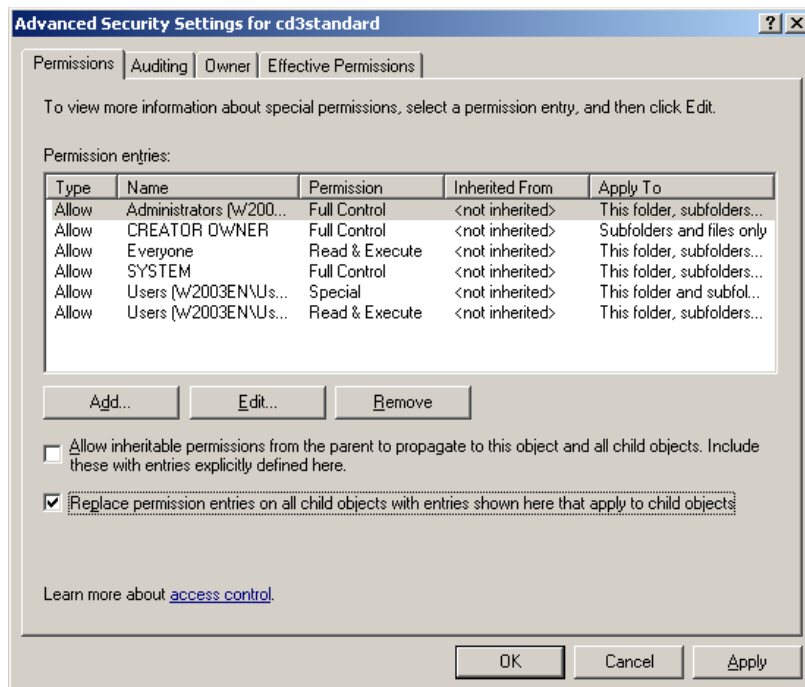 Advanced Security Settings for cd3standard
Permissions Auditing Owner Effective Permissions
To view more information about special permissions, select a permission entry, and then click Edit.
Permission entries:
Type Name Permission Inherited From Apply To
Allow Administrators (W200... Full Control <not inherited> This folder, subfolders...
Allow CREATOR OWNER Full Control <not inherited> Subfolders and files only
Allow Everyone Read & Execute <not inherited> This folder, subfolders...
Allow SYSTEM Full Control <not inherited> This folder, subfolders...
Allow Users (W2003EN\Us... Special <not inherited> This folder and subfol...
Allow Users (W2003EN\Us... Read & Execute <not inherited> This folder, subfolders...
Add... Edit... Remove
Allow inheritable permissions from the parent to propagate to this object and all child objects. Include
these with entries explicitly defined here.
Replace permission entries on all child objects with entries shown here that apply to child objects
Learn more about access control.
OK Cancel Apply